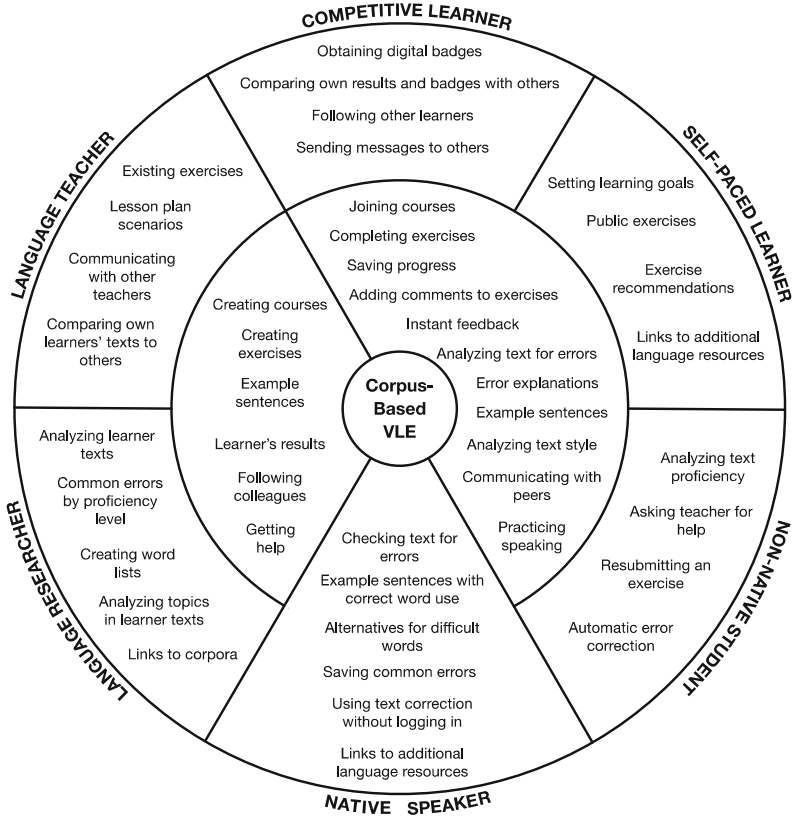 COMPETITIVE LEARNER
Obtaining digital badges
Comparing own results and badges with others
Following other learners
Sending messages to others
SELF-PACED LEARNER
Setting learning goals
Public exercises
Exercise
recommendations
Links to additional
language resources
NON-NATIVE STUDENT
Analyzing text
proficiency
Asking teacher for
help
Resubmitting an
exercise
Automatic error
correction
Joining courses
Completing exercises
Saving progress
Adding comments to exercises
Instant feedback
Analyzing text for errors
Error explanations
Example sentences
Analyzing text style
Communicating with
peers
Practicing
speaking
Corpus-
Based
VLE
LANGUAGE TEACHER
Existing exercises
Lesson plan
scenarios
Communicating
with other
teachers
Comparing own
learners' texts to
others
LANGUAGE RESEARCHER
Analyzing learner
texts
Common errors
by proficiency
level
Creating word
lists
Analyzing topics
in learner texts
Links to corpora
Creating courses
Creating
exercises
Example
sentences
Learner's results
Following
colleagues
Getting
help
Checking text for
errors
Example sentences with
correct word use
Alternatives for difficult
words
Saving common errors
Using text correction
without logging in
Links to additional
language resources
NATIVE SPEAKER